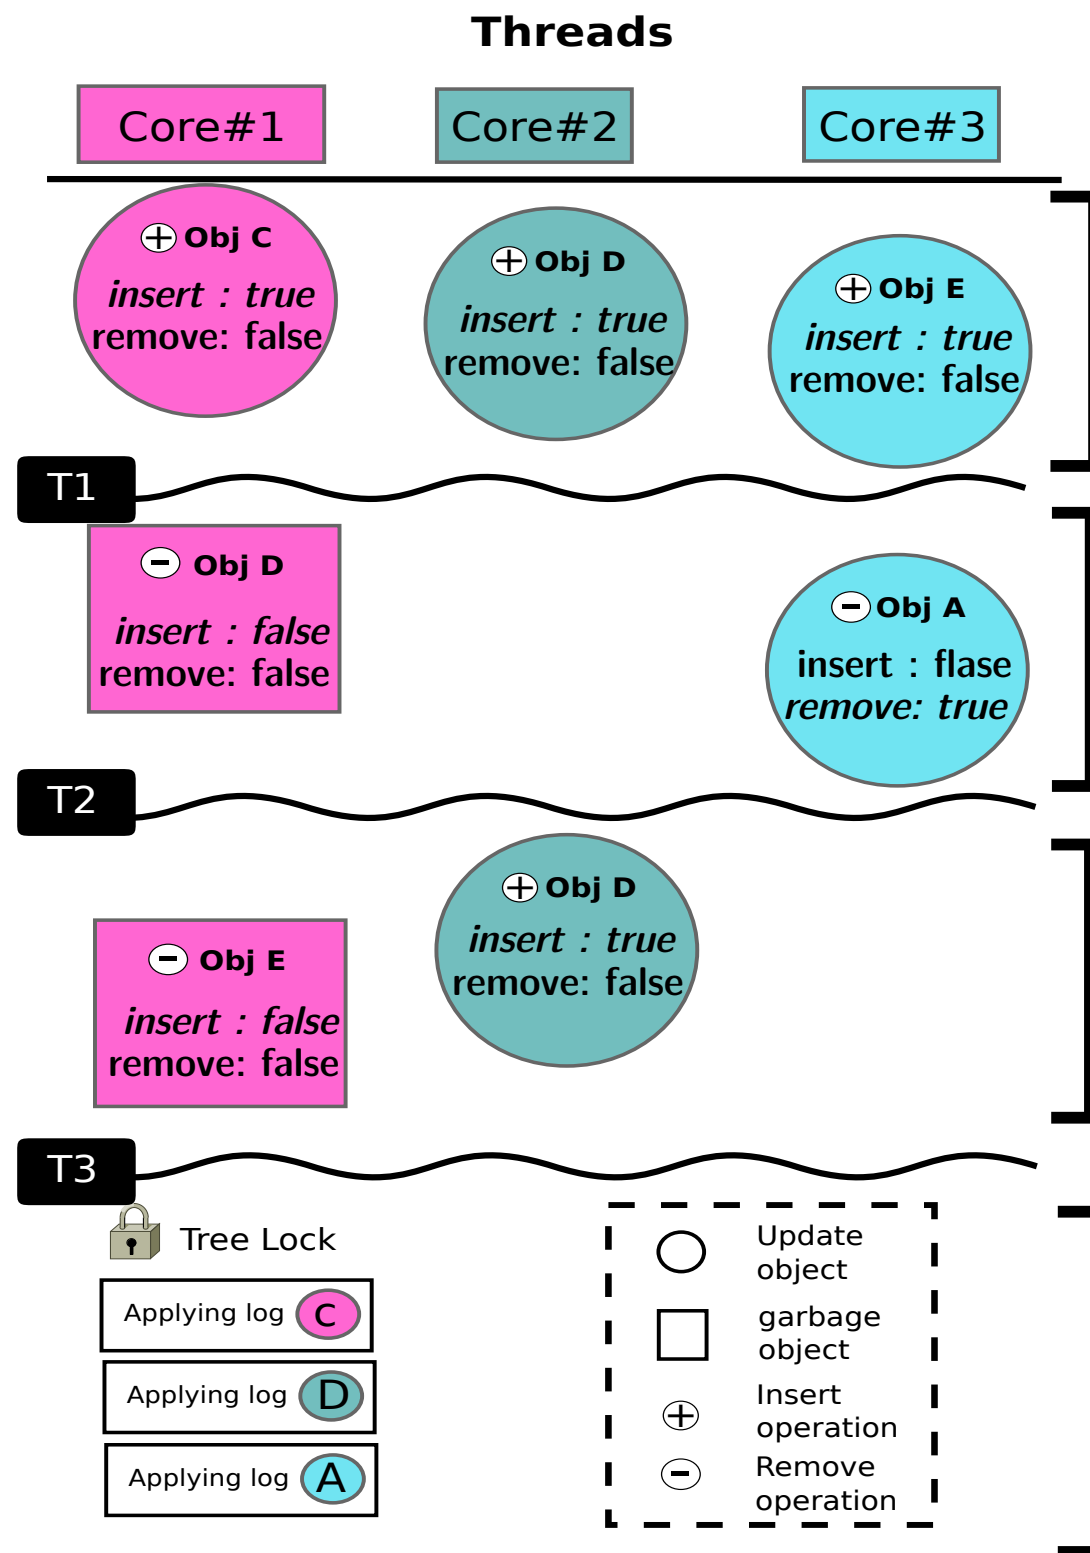 Threads
Core#1
Core#2
Core#3
Obj C
insert : true
remove: false
Obj D
insert : true
remove: false
Obj E
insert : true
remove: false
T1
Obj D
insert : false
remove: false
Obj A
insert : flase
remove: true
T2
Obj D
insert : true
remove: false
Obj E
insert : false
remove: false
T3
Tree Lock
Applying log C
Applying log D
Applying log A
Update
object
garbage
object
Insert
operation
Remove
operation